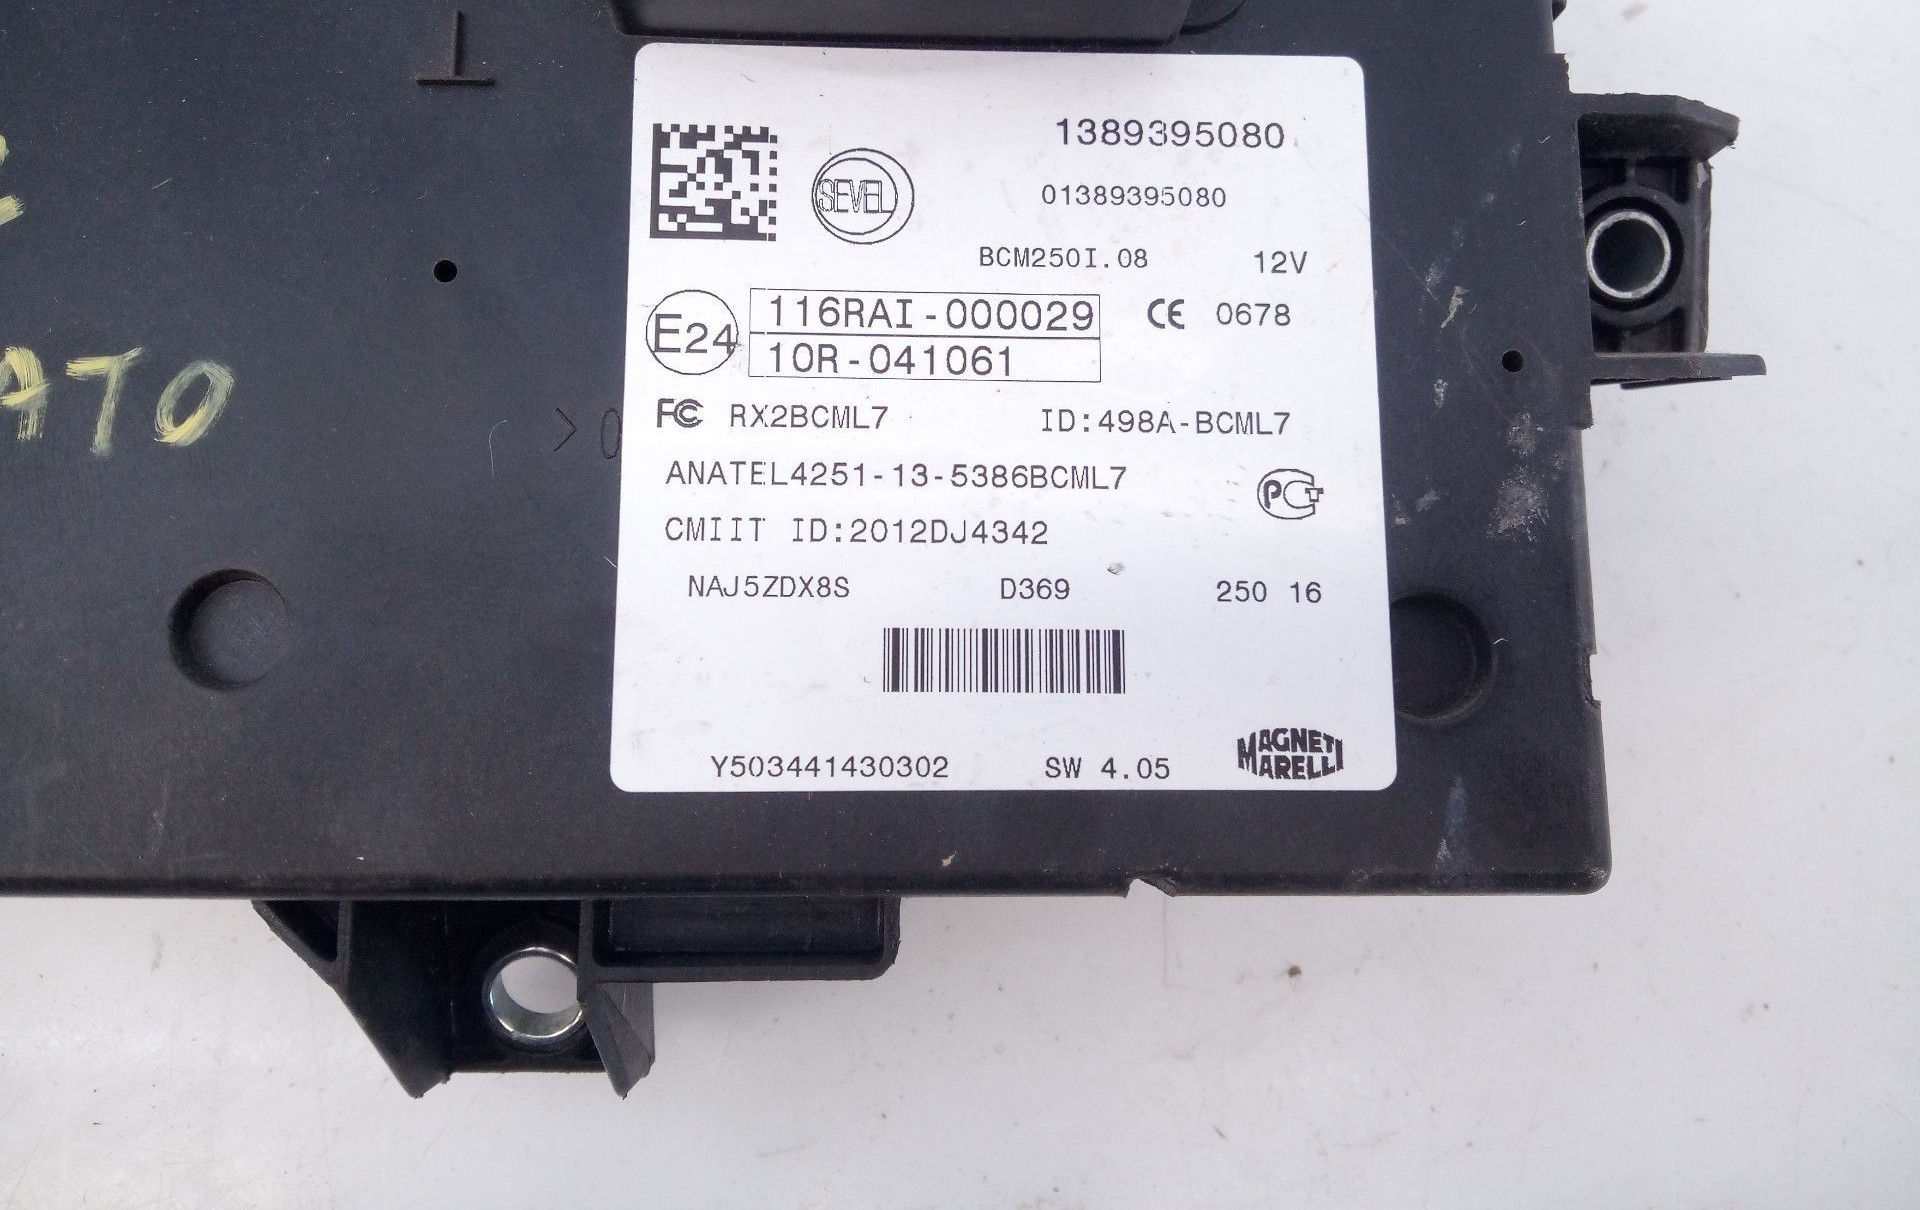 1389395080
SEVEL
01389395080
BCM250I.08 12V
E24
116RAI-000029
10R-041061
CE 0678
FC RX2BCML7 ID:498A-BCML7
ANATEL4251-13-5386BCML7
PCT
CMIIT ID:2012DJ4342
NAJ5ZDX8S D369 250 16
Y503441430302 SW 4.05
MAGNETI MARELLI